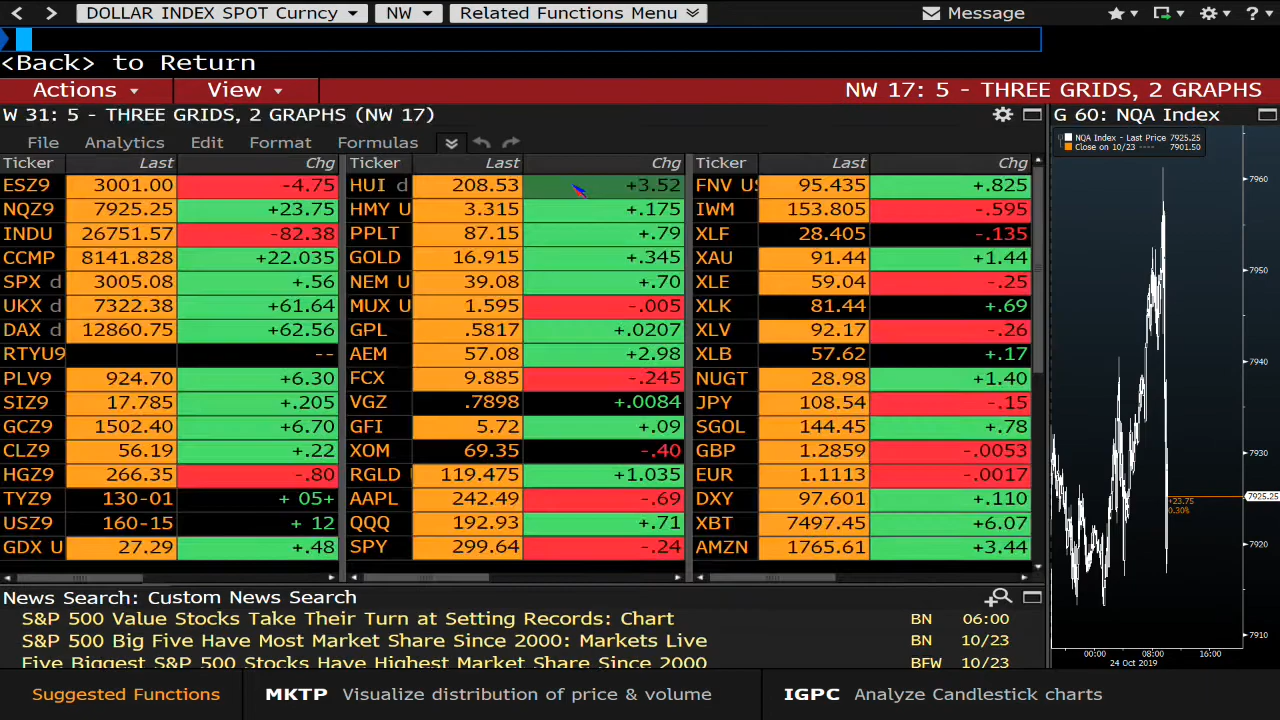 DOLLAR INDEX SPOT Curncy NW Related Functions Menu Message ?
<Back> to Return
Actions View NW 17: 5 - THREE GRIDS, 2 GRAPHS
W 31: 5 - THREE GRIDS, 2 GRAPHS (NW 17) G 60: NQA Index
File Analytics Edit Format Formulas
NQA Index - Last Price 7925.25
Close on 10/23 ---- 7901.50
Ticker Last Chg Ticker Last Chg Ticker Last Chg
ESZ9 3001.00 -4.75 HUI d 208.53 +3.52 FNV US 95.435 +.825
NQZ9 7925.25 +23.75 HMY U 3.315 +.175 IWM 153.805 -.595
INDU 26751.57 -82.38 PPLT 87.15 +.79 XLF 28.405 -.135
CCMP 8141.828 +22.035 GOLD 16.915 +.345 XAU 91.44 +1.44
SPX d 3005.08 +.56 NEM U 39.08 +.70 XLE 59.04 -.25
UKX d 7322.38 +61.64 MUX U 1.595 -.005 XLK 81.44 +.69
DAX d 12860.75 +62.56 GPL .5817 +.0207 XLV 92.17 -.26
RTYU9 -- AEM 57.08 +2.98 XLB 57.62 +.17
PLV9 924.70 +6.30 FCX 9.885 -.245 NUGT 28.98 +1.40
SIZ9 17.785 +.205 VGZ .7898 +.0084 JPY 108.54 -.15
GCZ9 1502.40 +6.70 GFI 5.72 +.09 SGOL 144.45 +.78
CLZ9 56.19 +.22 XOM 69.35 -.40 GBP 1.2859 -.0053
HGZ9 266.35 -.80 RGLD 119.475 +1.035 EUR 1.1113 -.0017
TYZ9 130-01 + 05+ AAPL 242.49 -.69 DXY 97.601 +.110
USZ9 160-15 + 12 QQQ 192.93 +.71 XBT 7497.45 +6.07
GDX U 27.29 +.48 SPY 299.64 -.24 AMZN 1765.61 +3.44
7960
7950
7940
7930
7925.25
+23.75
0.30%
7920
7910
00:00 08:00 16:00
24 Oct 2019
News Search: Custom News Search
S&P 500 Value Stocks Take Their Turn at Setting Records: Chart BN 06:00
S&P 500 Big Five Have Most Market Share Since 2000: Markets Live BN 10/23
Five Biggest S&P 500 Stocks Have Highest Market Share Since 2000 BFW 10/23
Suggested Functions MKTP Visualize distribution of price & volume IGPC Analyze Candlestick charts